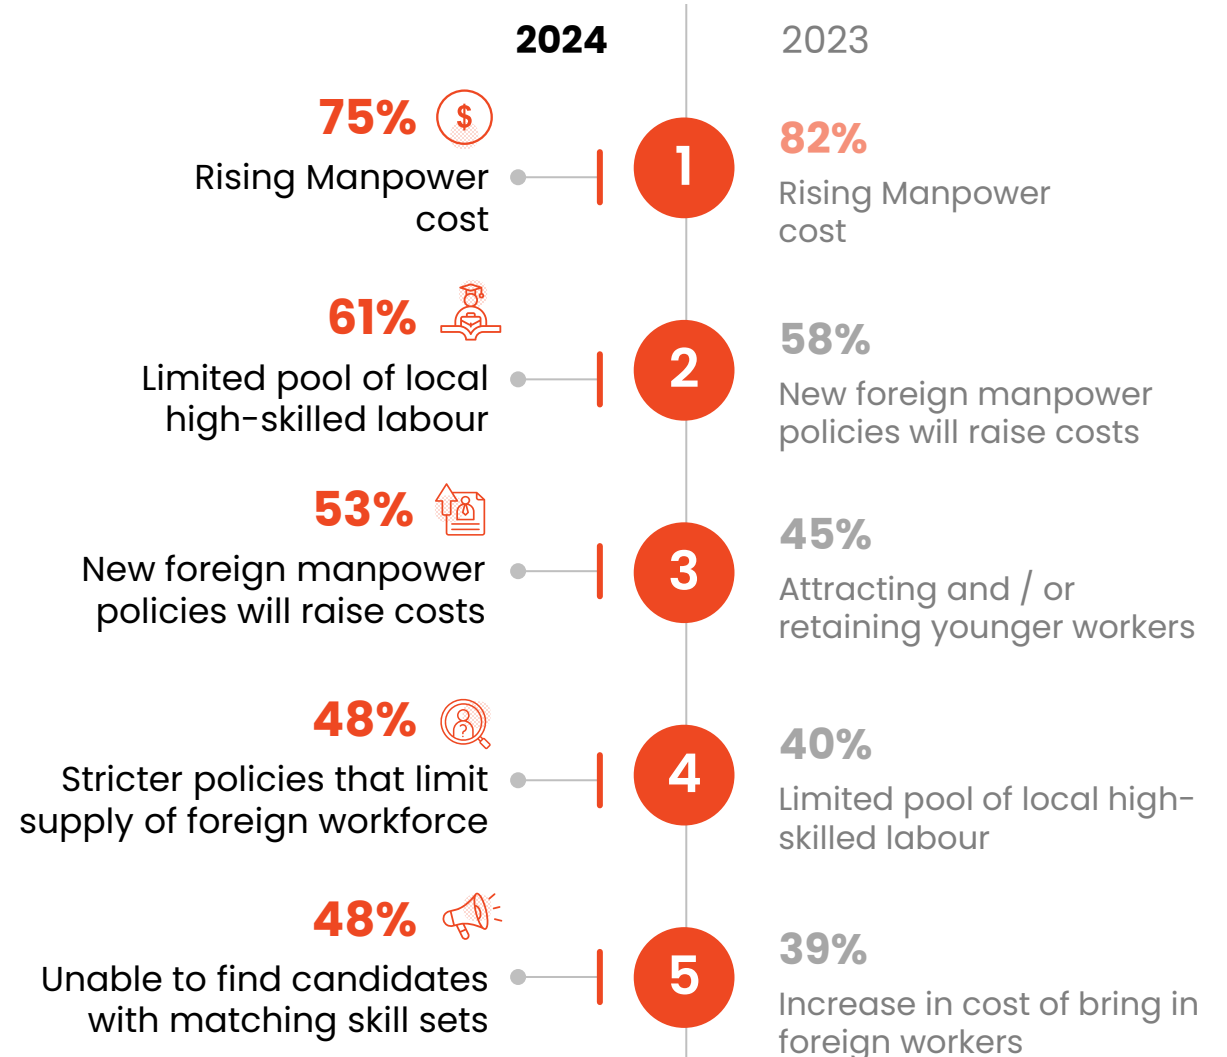 2024
2023
75%
$
Rising Manpower
cost
1
82%
Rising Manpower
cost
61%
Limited pool of local
high-skilled labour
2
58%
New foreign manpower
policies will raise costs
53%
New foreign manpower
policies will raise costs
3
45%
Attracting and / or
retaining younger workers
48%
?
Stricter policies that limit
supply of foreign workforce
4
40%
Limited pool of local high-
skilled labour
48%
Unable to find candidates
with matching skill sets
5
39%
Increase in cost of bring in
foreign workers